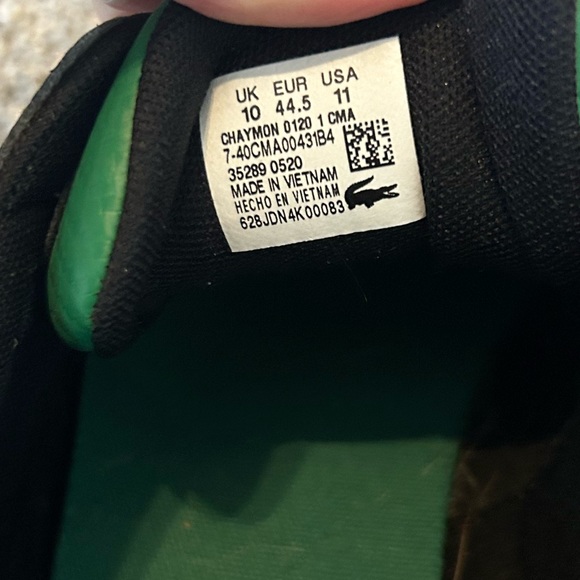 UK EUR USA
10 44.5 11
CHAYMON 0120 1 CMA
7-40CMA00431B4
35289 0520
MADE IN VIETNAM
HECHO EN VIETNAM
628JDN4K00083